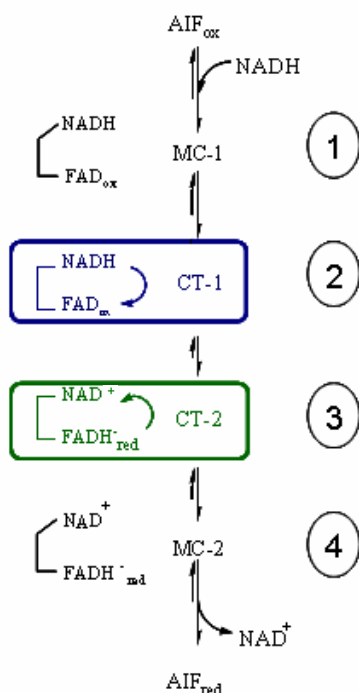 AIFox
NADH
NADH
FADox
MC-1
1
NADH
FADox
CT-1
2
NAD+
FADH-red
CT-2
3
NAD+
FADH-red
MC-2
4
NAD+
AIFred